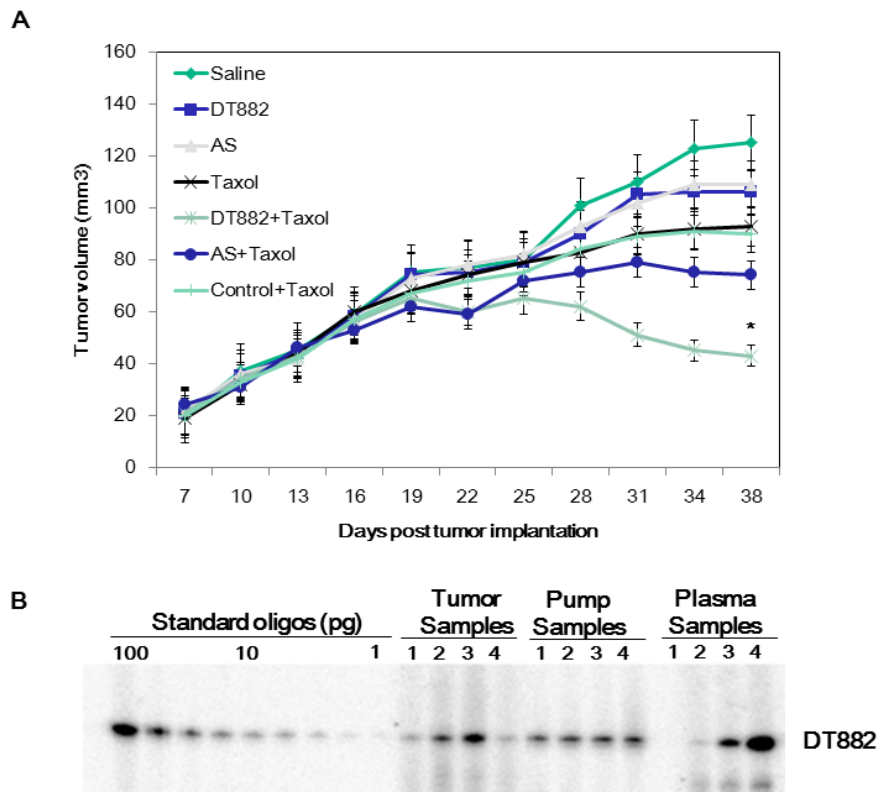 A
160
140
120
100
80
60
40
20
0
Tumor volume (mm3)
Saline
DT882
AS
Taxol
DT882+Taxol
AS+Taxol
Control+Taxol
*
7 10 13 16 19 22 25 28 31 34 38
Days post tumor implantation
B
Standard oligos (pg)
100 10 1
Tumor
Samples
1 2 3 4
Pump
Samples
1 2 3 4
Plasma
Samples
1 2 3 4
DT882